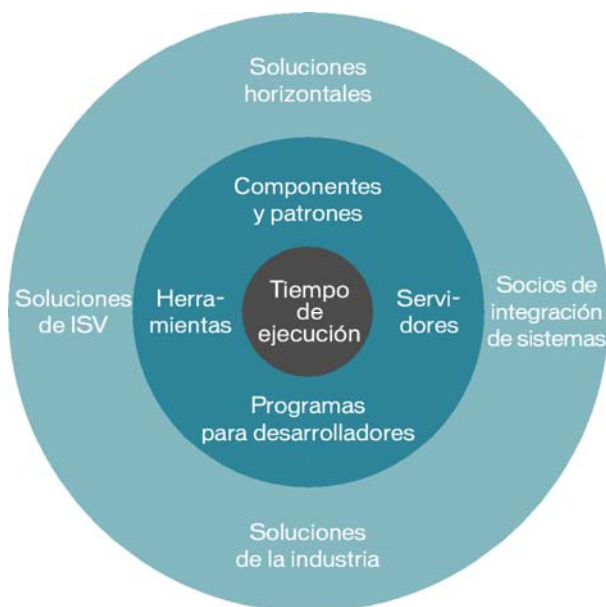 Soluciones
horizontales
Componentes
y patrones
Soluciones
de ISV
Herra-
mientas
Tiempo
de
ejecución
Servi-
dores
Socios de
integración
de sistemas
Programas
para desarrolladores
Soluciones
de la industria